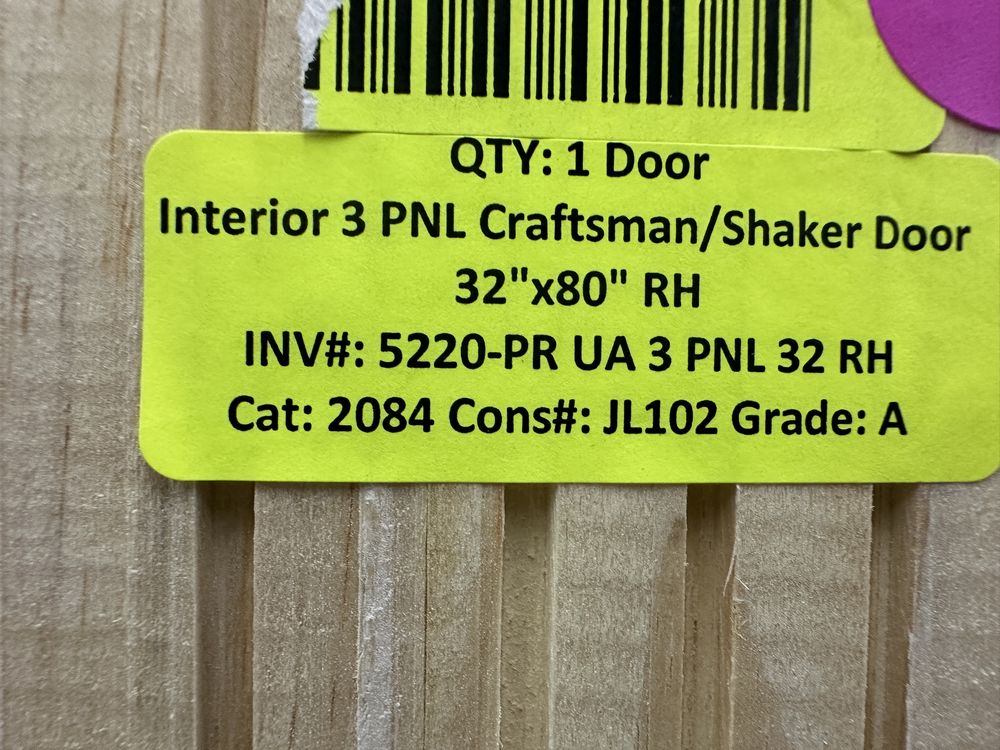 QTY: 1 Door
Interior 3 PNL Craftsman/Shaker Door
32"x80" RH
INV#: 5220-PR UA 3 PNL 32 RH
Cat: 2084 Cons#: JL102 Grade: A